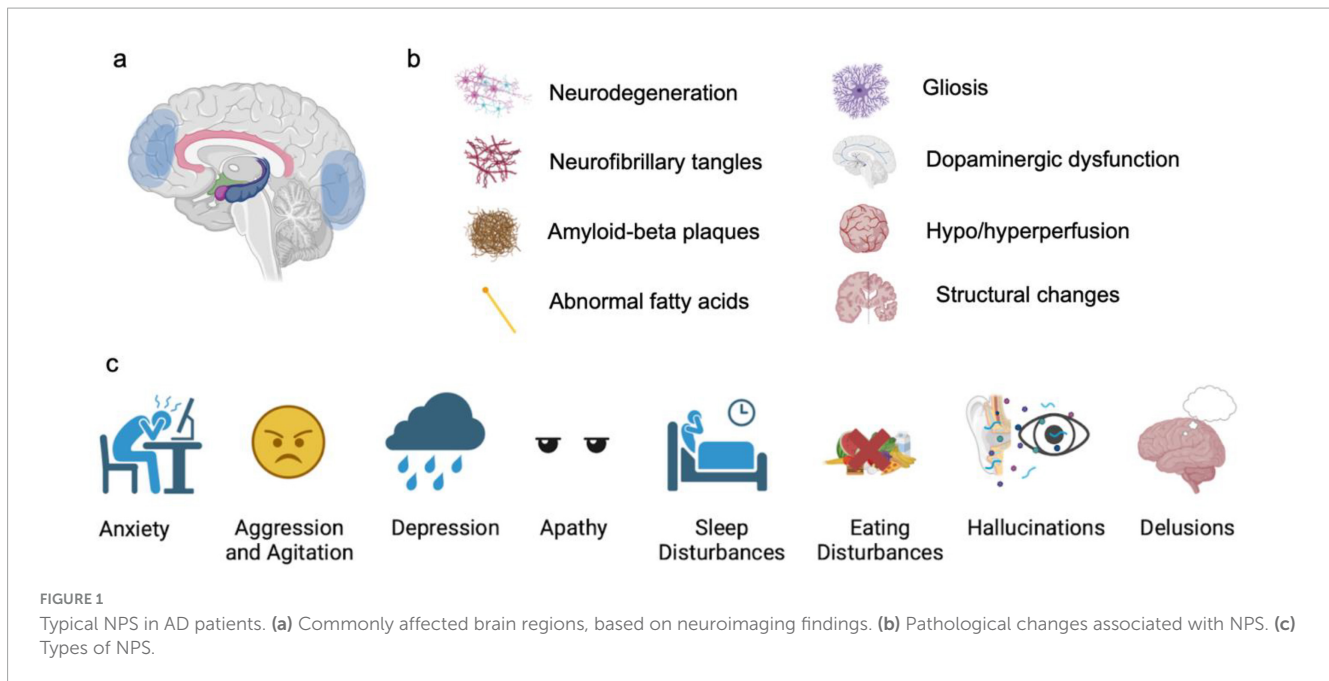 a
b
Neurodegeneration
Gliosis
Neurofibrillary tangles
Dopaminergic dysfunction
Amyloid-beta plaques
Hypo/hyperperfusion
Abnormal fatty acids
Structural changes
c
Anxiety
Aggression
and Agitation
Depression
Apathy
Sleep
Disturbances
Eating
Disturbances
Hallucinations
Delusions
FIGURE 1
Typical NPS in AD patients. (a) Commonly affected brain regions, based on neuroimaging findings. (b) Pathological changes associated with NPS. (c)
Types of NPS.